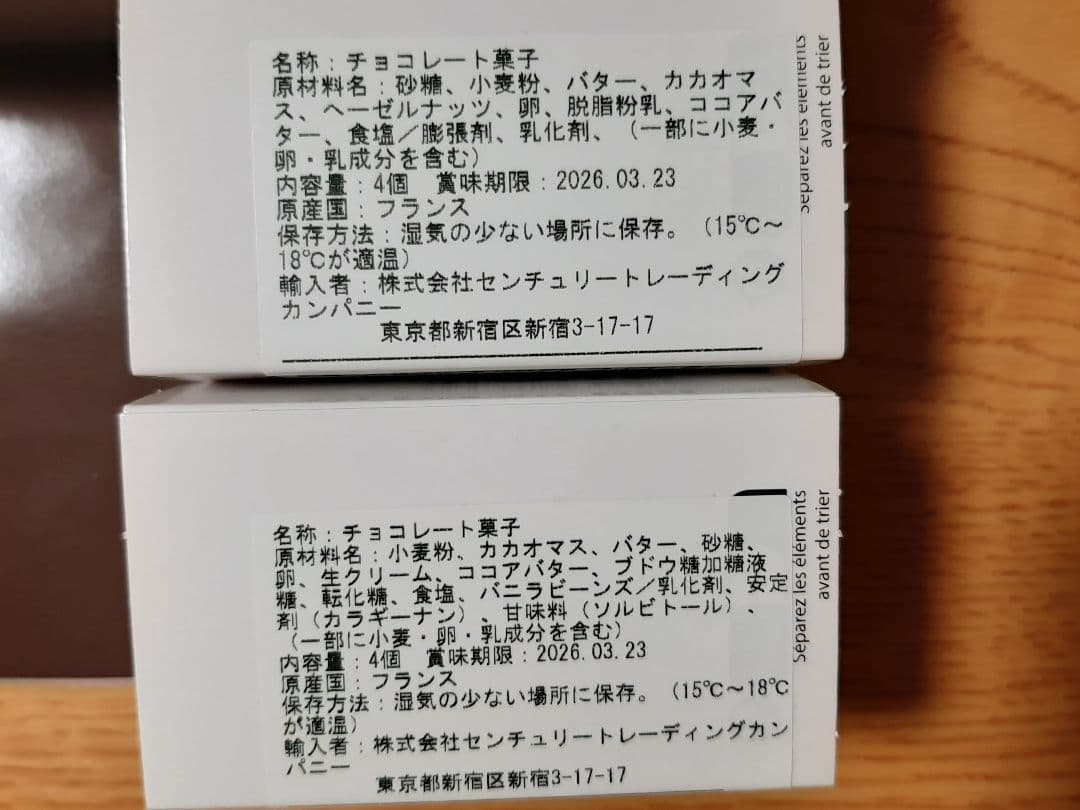 名称：チョコレート菓子
原材料名：砂糖、小麦粉、バター、カカオマ
ス、ヘーゼルナッツ、卵、脱脂粉乳、ココアバ
ター、食塩／膨張剤、乳化剤、（一部に小麦・
卵・乳成分を含む）
内容量：4個　賞味期限：2026.03.23
原産国：フランス
保存方法：湿気の少ない場所に保存。（15℃～
18℃が適温）
輸入者：株式会社センチュリートレーディング
カンパニー
東京都新宿区新宿3-17-17
Séparez les éléments
avant de trier
名称：チョコレート菓子
原材料名：小麦粉、カカオマス、バター、砂糖、
卵、生クリーム、ココアバター、ブドウ糖加糖液
糖、転化糖、食塩、バニラビーンズ／乳化剤、安定
剤（カラギーナン）、甘味料（ソルビトール）、
（一部に小麦・卵・乳成分を含む）
内容量：4個　賞味期限：2026.03.23
原産国：フランス
保存方法：湿気の少ない場所に保存。（15℃～18℃
が適温）
輸入者：株式会社センチュリートレーディングカン
パニー
東京都新宿区新宿3-17-17
Séparez les éléments
avant de trier